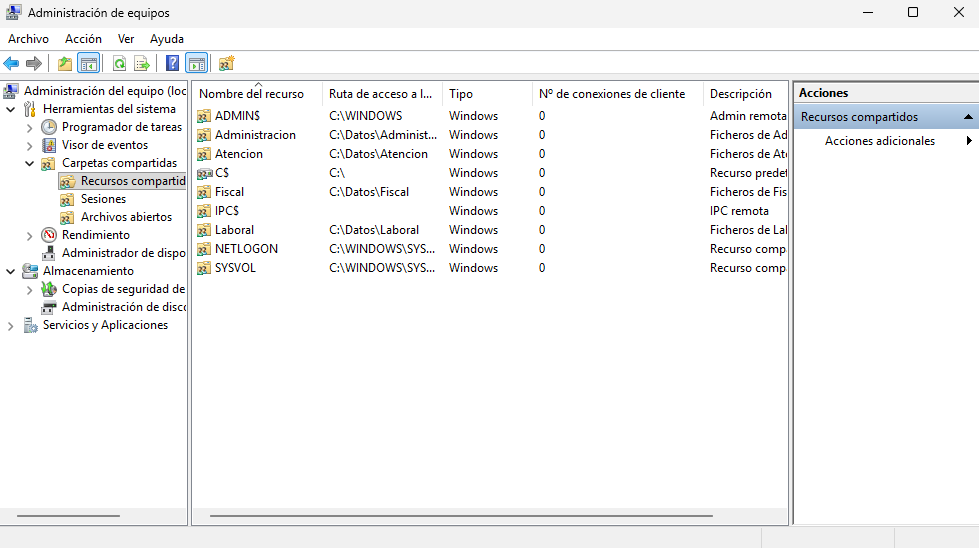 Administración de equipos
Archivo Acción Ver Ayuda
Administración del equipo (loc
Herramientas del sistema
Programador de tareas
Visor de eventos
Carpetas compartidas
Recursos compartid
Sesiones
Archivos abiertos
Rendimiento
Administrador de dispo
Almacenamiento
Copias de seguridad de
Administración de disco
Servicios y Aplicaciones
Nombre del recurso Ruta de acceso a l... Tipo Nº de conexiones de cliente Descripción
ADMIN$ C:\WINDOWS Windows 0 Admin remota
Administracion C:\Datos\Administ... Windows 0 Ficheros de Ad
Atencion C:\Datos\Atencion Windows 0 Ficheros de Ate
C$ C:\ Windows 0 Recurso predet
Fiscal C:\Datos\Fiscal Windows 0 Ficheros de Fis
IPC$ Windows 0 IPC remota
Laboral C:\Datos\Laboral Windows 0 Ficheros de Lal
NETLOGON C:\WINDOWS\SYS... Windows 0 Recurso comp
SYSVOL C:\WINDOWS\SYS... Windows 0 Recurso comp
Acciones
Recursos compartidos
Acciones adicionales